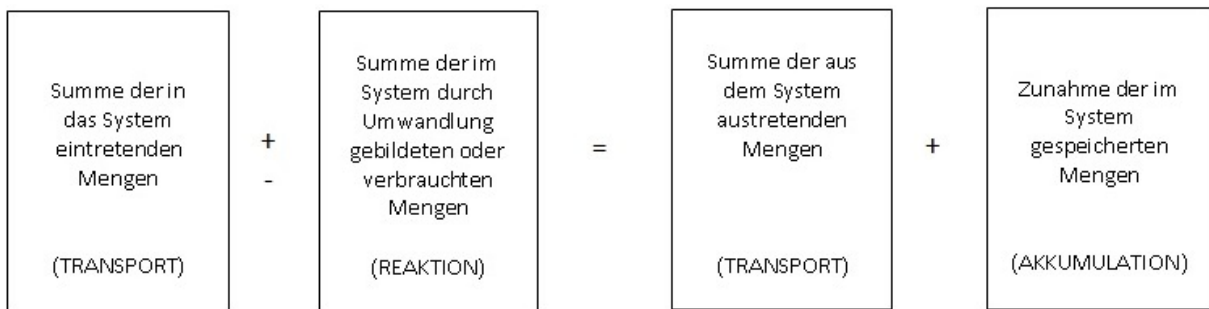 Summe der in
das System
eintretenden
Mengen
(TRANSPORT)
+
-
Summe der im
System durch
Umwandlung
gebildeten oder
verbrauchten
Mengen
(REAKTION)
=
Summe der aus
dem System
austretenden
Mengen
(TRANSPORT)
+
Zunahme der im
System
gespeicherten
Mengen
(AKKUMULATION)